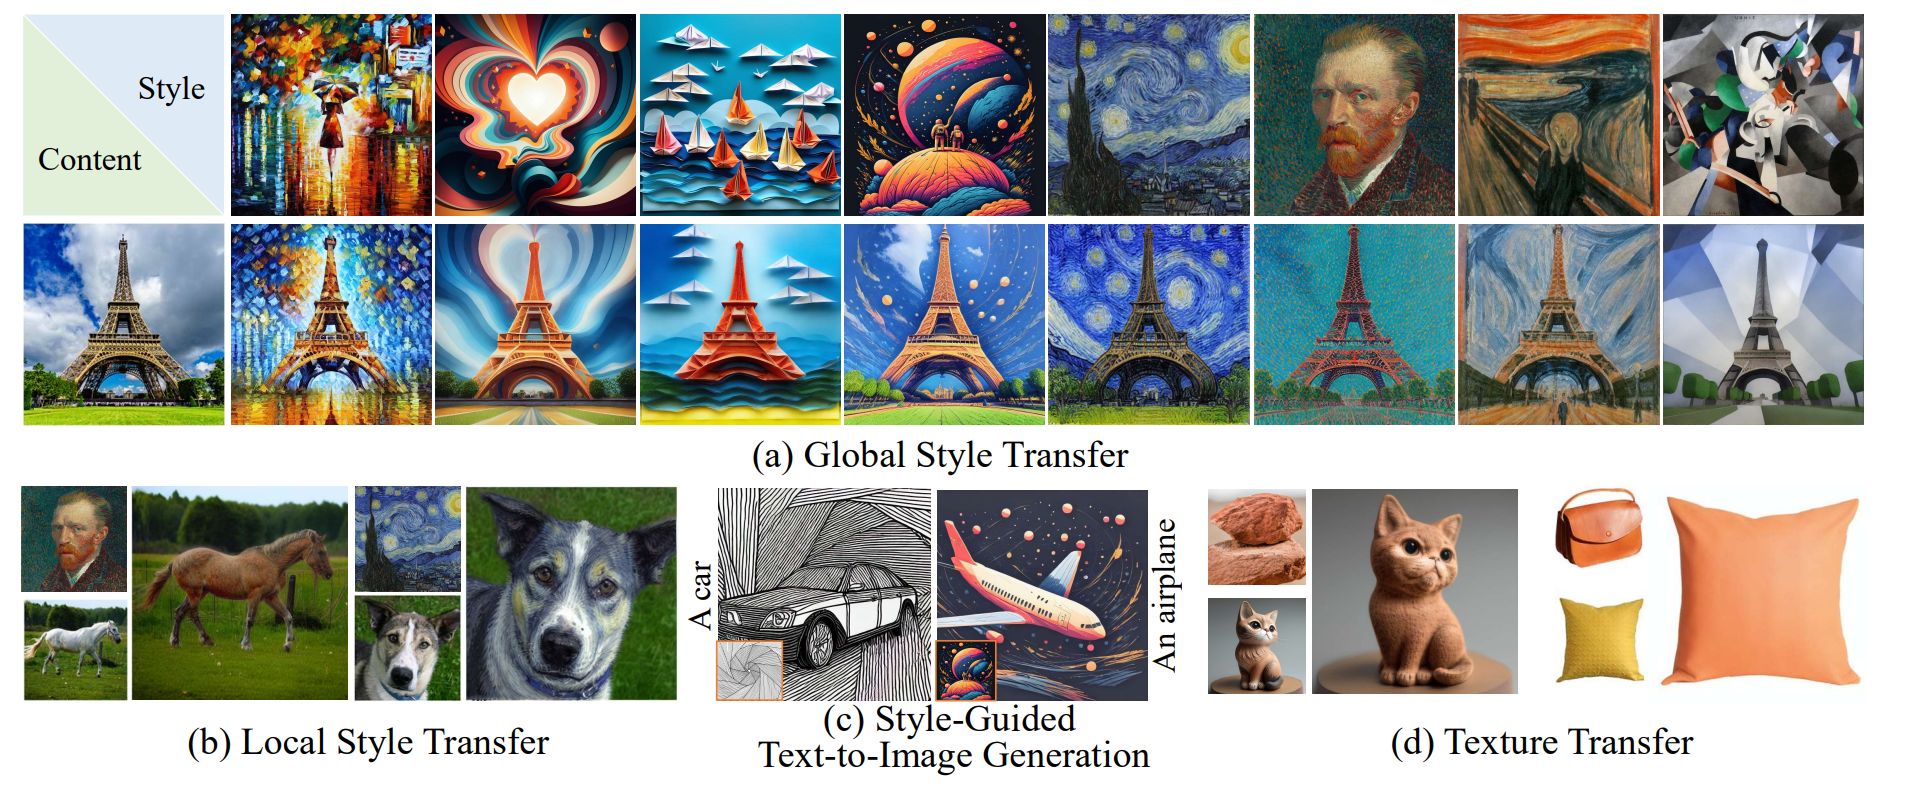 Style
Content
(a) Global Style Transfer
A car
An airplane
(b) Local Style Transfer
(c) Style-Guided
Text-to-Image Generation
(d) Texture Transfer